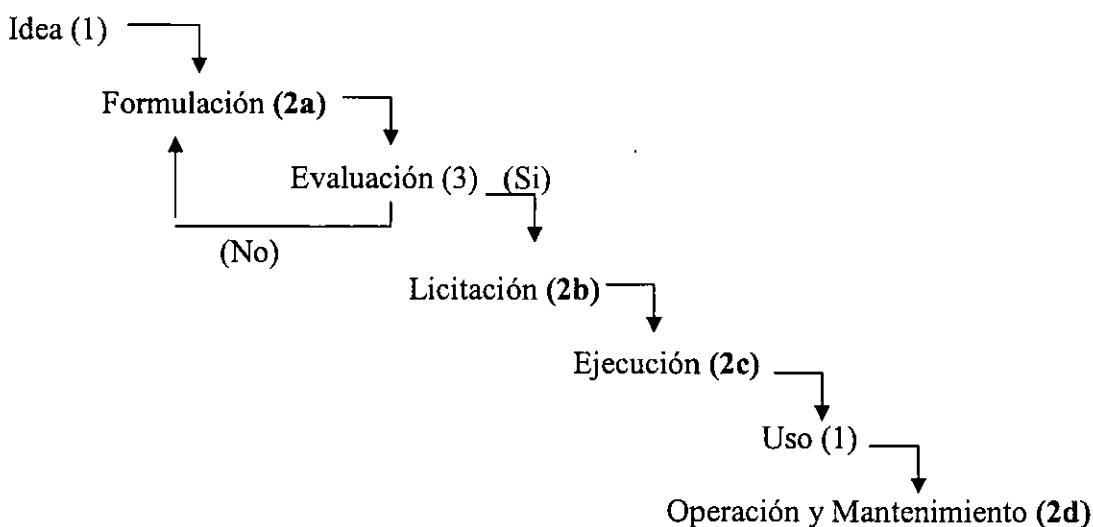 Idea (1)
Formulación (2a)
Evaluación (3) (Si)
(No)
Licitación (2b)
Ejecución (2c)
Uso (1)
Operación y Mantenimiento (2d)